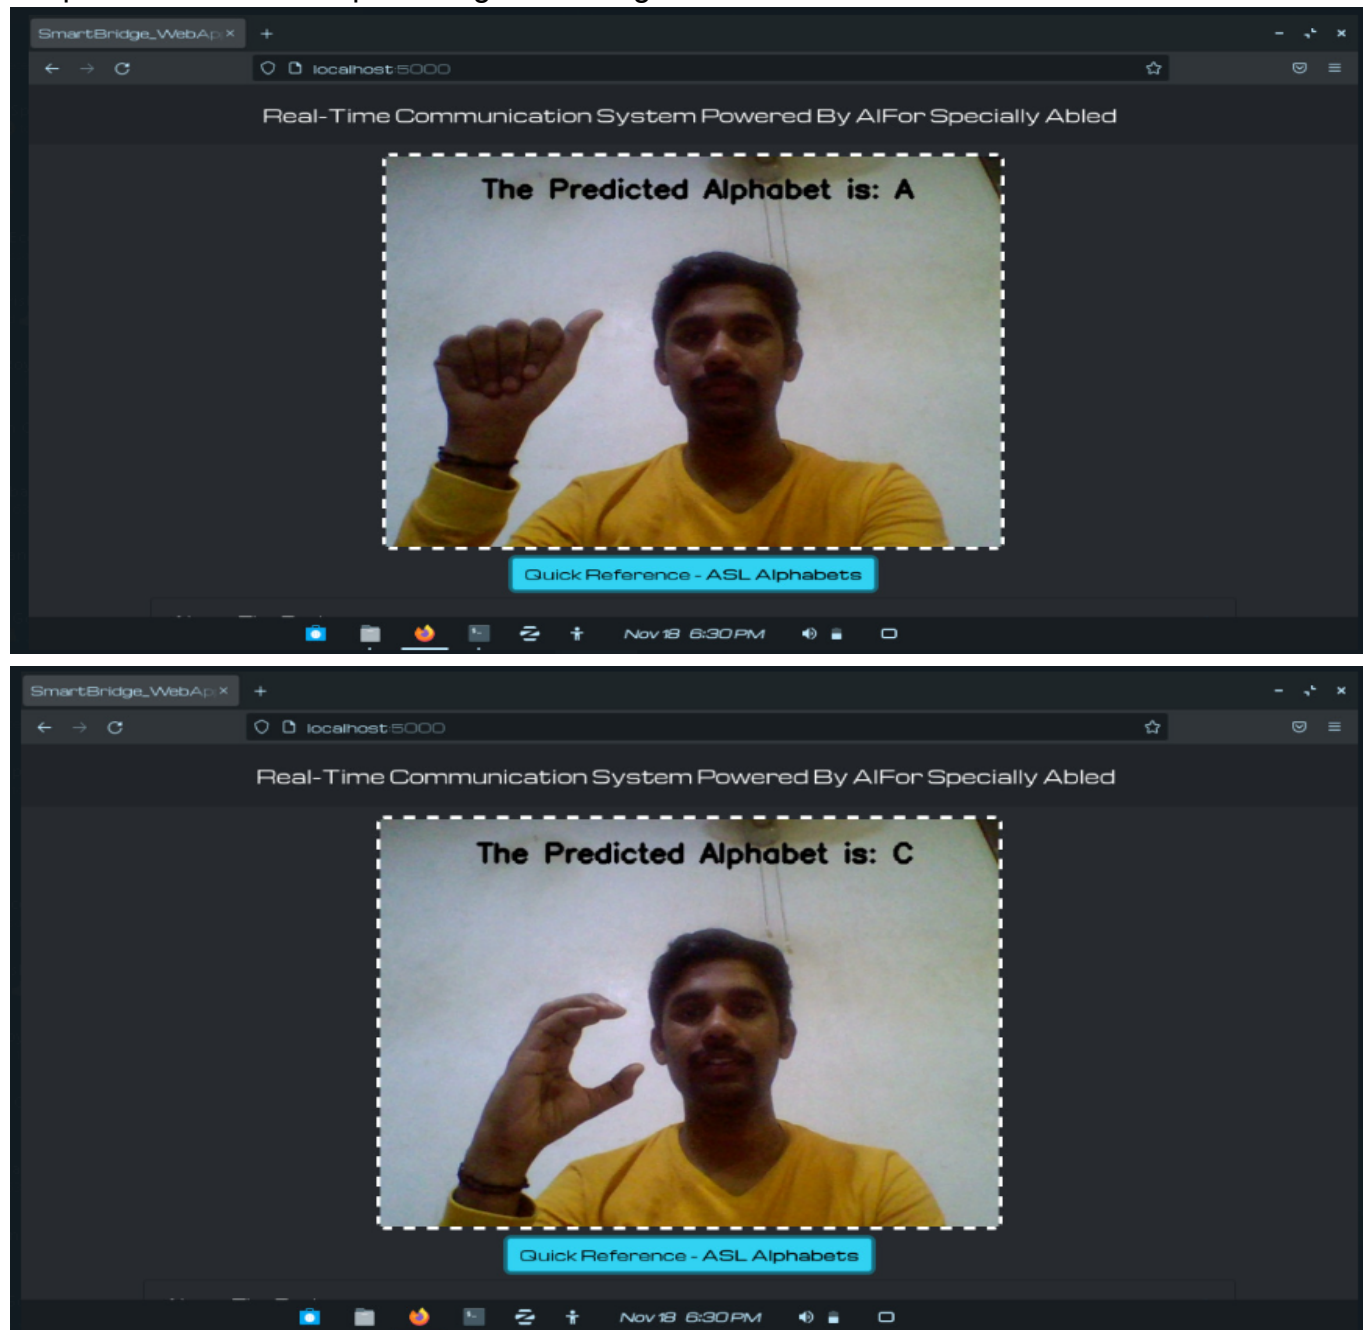 SmartBridge_WebAp
localhost:5000
Real-Time Communication System Powered By AIFor Specially Abled
The Predicted Alphabet is: A
Quick Reference - ASL Alphabets
Nov 18 6:30 PM
SmartBridge_WebAp
localhost:5000
Real-Time Communication System Powered By AIFor Specially Abled
The Predicted Alphabet is: C
Quick Reference - ASL Alphabets
Nov 18 6:30 PM